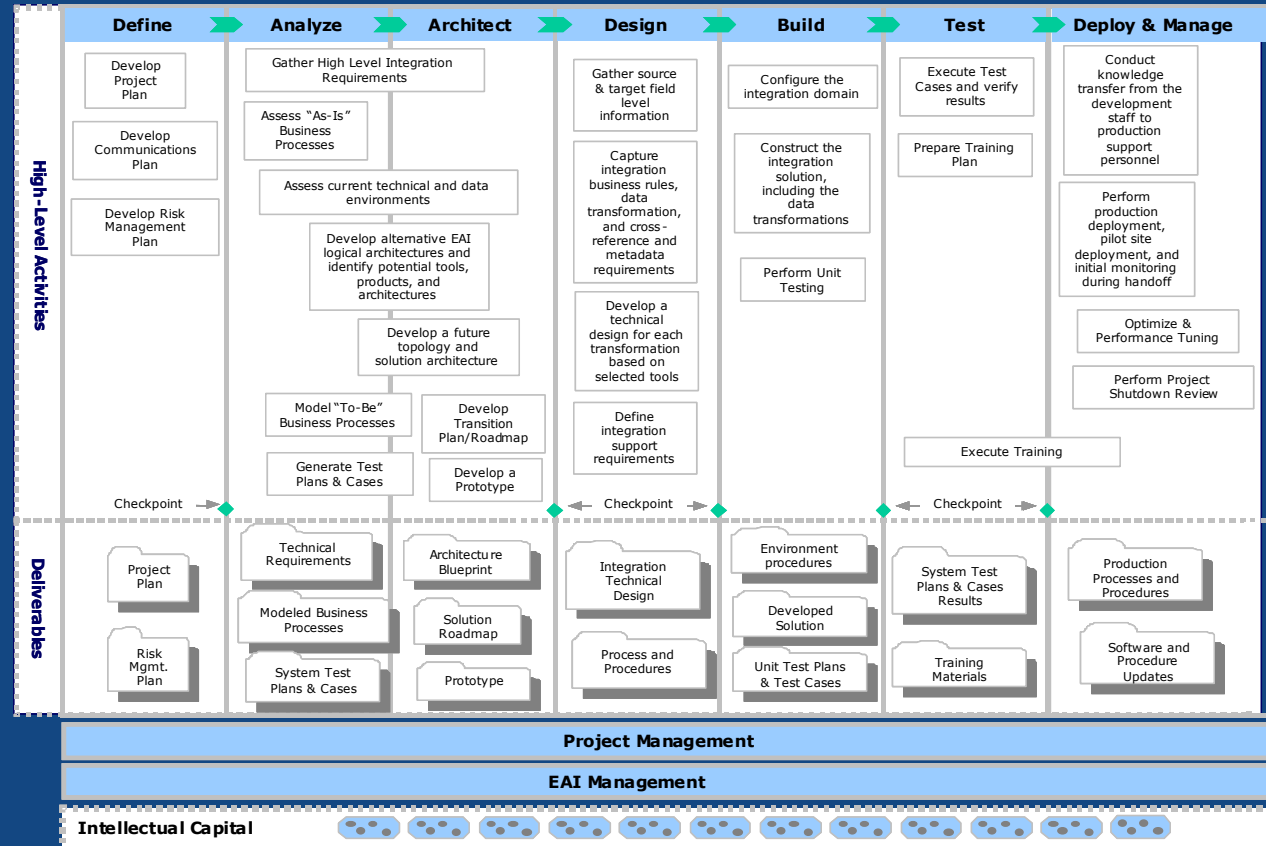 Define
Analyze
Architect
Design
Build
Test
Deploy & Manage
High-Level Activities
Develop
Project
Plan
Develop
Communications
Plan
Develop Risk
Management
Plan
Gather High Level Integration
Requirements
Assess “As-Is”
Business
Processes
Assess current technical and data
environments
Develop alternative EAI
logical architectures and
identify potential tools,
products, and
architectures
Develop a future
topology and
solution architecture
Model “To-Be”
Business Processes
Develop
Transition
Plan/Roadmap
Generate Test
Plans & Cases
Develop a
Prototype
Gather source
& target field
level
information
Capture
integration
business rules,
data
transformation,
and cross-
reference and
metadata
requirements
Develop a
technical
design for each
transformation
based on
selected tools
Define
integration
support
requirements
Configure the
integration domain
Construct the
integration
solution,
including the
data
transformations
Perform Unit
Testing
Execute Test
Cases and verify
results
Prepare Training
Plan
Conduct
knowledge
transfer from the
development
staff to
production
support
personnel
Perform
production
deployment,
pilot site
deployment, and
initial monitoring
during handoff
Optimize &
Performance Tuning
Perform Project
Shutdown Review
Execute Training
Checkpoint
Checkpoint
Checkpoint
Deliverables
Project
Plan
Risk
Mgmt.
Plan
Technical
Requirements
Modeled Business
Processes
System Test
Plans & Cases
Architecture
Blueprint
Solution
Roadmap
Prototype
Integration
Technical
Design
Process and
Procedures
Environment
procedures
Developed
Solution
Unit Test Plans
& Test Cases
System Test
Plans & Cases
Results
Training
Materials
Production
Processes and
Procedures
Software and
Procedure
Updates
Project Management
EAI Management
Intellectual Capital